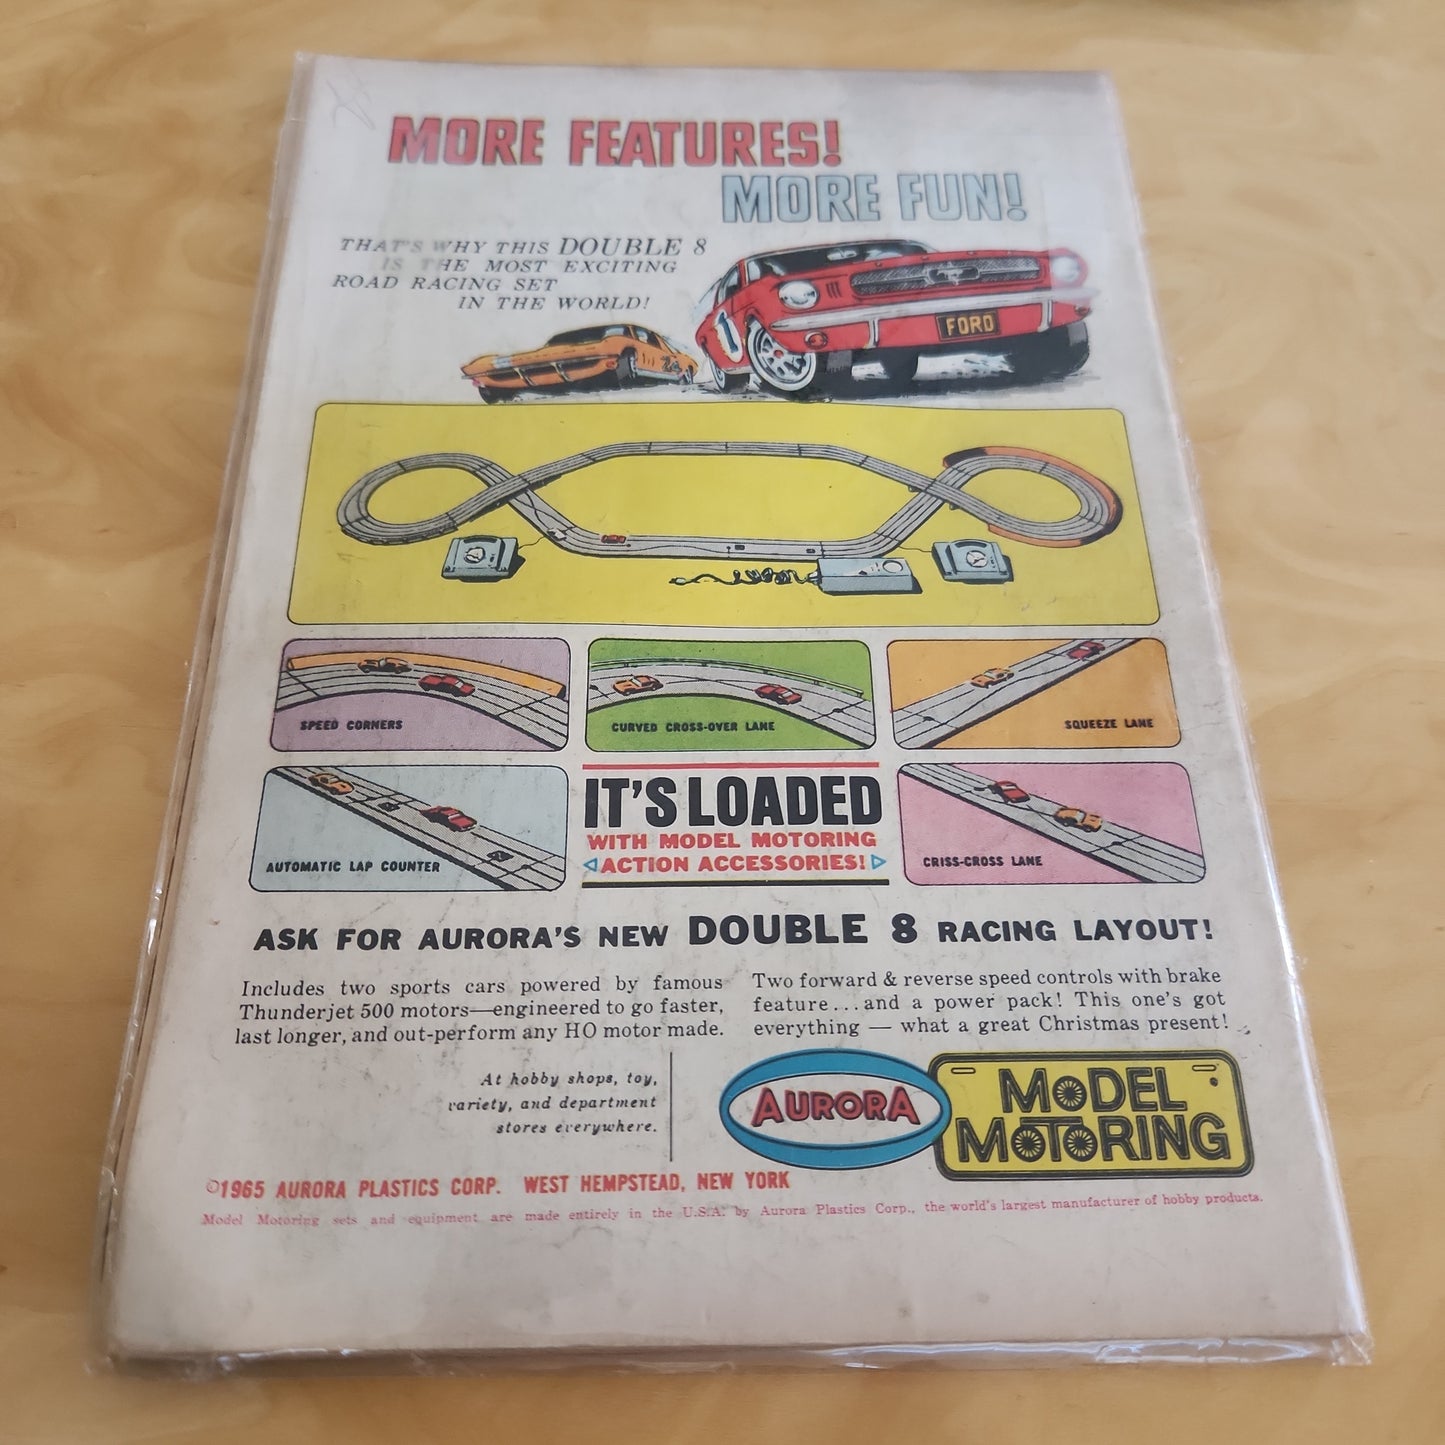 MORE FEATURES!
MORE FUN!
THAT'S WHY THIS DOUBLE 8
IS THE MOST EXCITING
ROAD RACING SET
IN THE WORLD!
FORD
1
SPEED CORNERS
CURVED CROSS-OVER LANE
SQUEEZE LANE
AUTOMATIC LAP COUNTER
IT'S LOADED
WITH MODEL MOTORING
ACTION ACCESSORIES!
CRISS-CROSS LANE
ASK FOR AURORA'S NEW DOUBLE 8 RACING LAYOUT!
Includes two sports cars powered by famous
Thunderjet 500 motors—engineered to go faster,
last longer, and out-perform any HO motor made.
Two forward & reverse speed controls with brake
feature...and a power pack! This one's got
everything — what a great Christmas present!
At hobby shops, toy,
variety, and department
stores everywhere.
AURORA
MODEL
MOTORING
©1965 AURORA PLASTICS CORP. WEST HEMPSTEAD, NEW YORK
Model Motoring sets and equipment are made entirely in the U.S.A. by Aurora Plastics Corp., the world's largest manufacturer of hobby products.